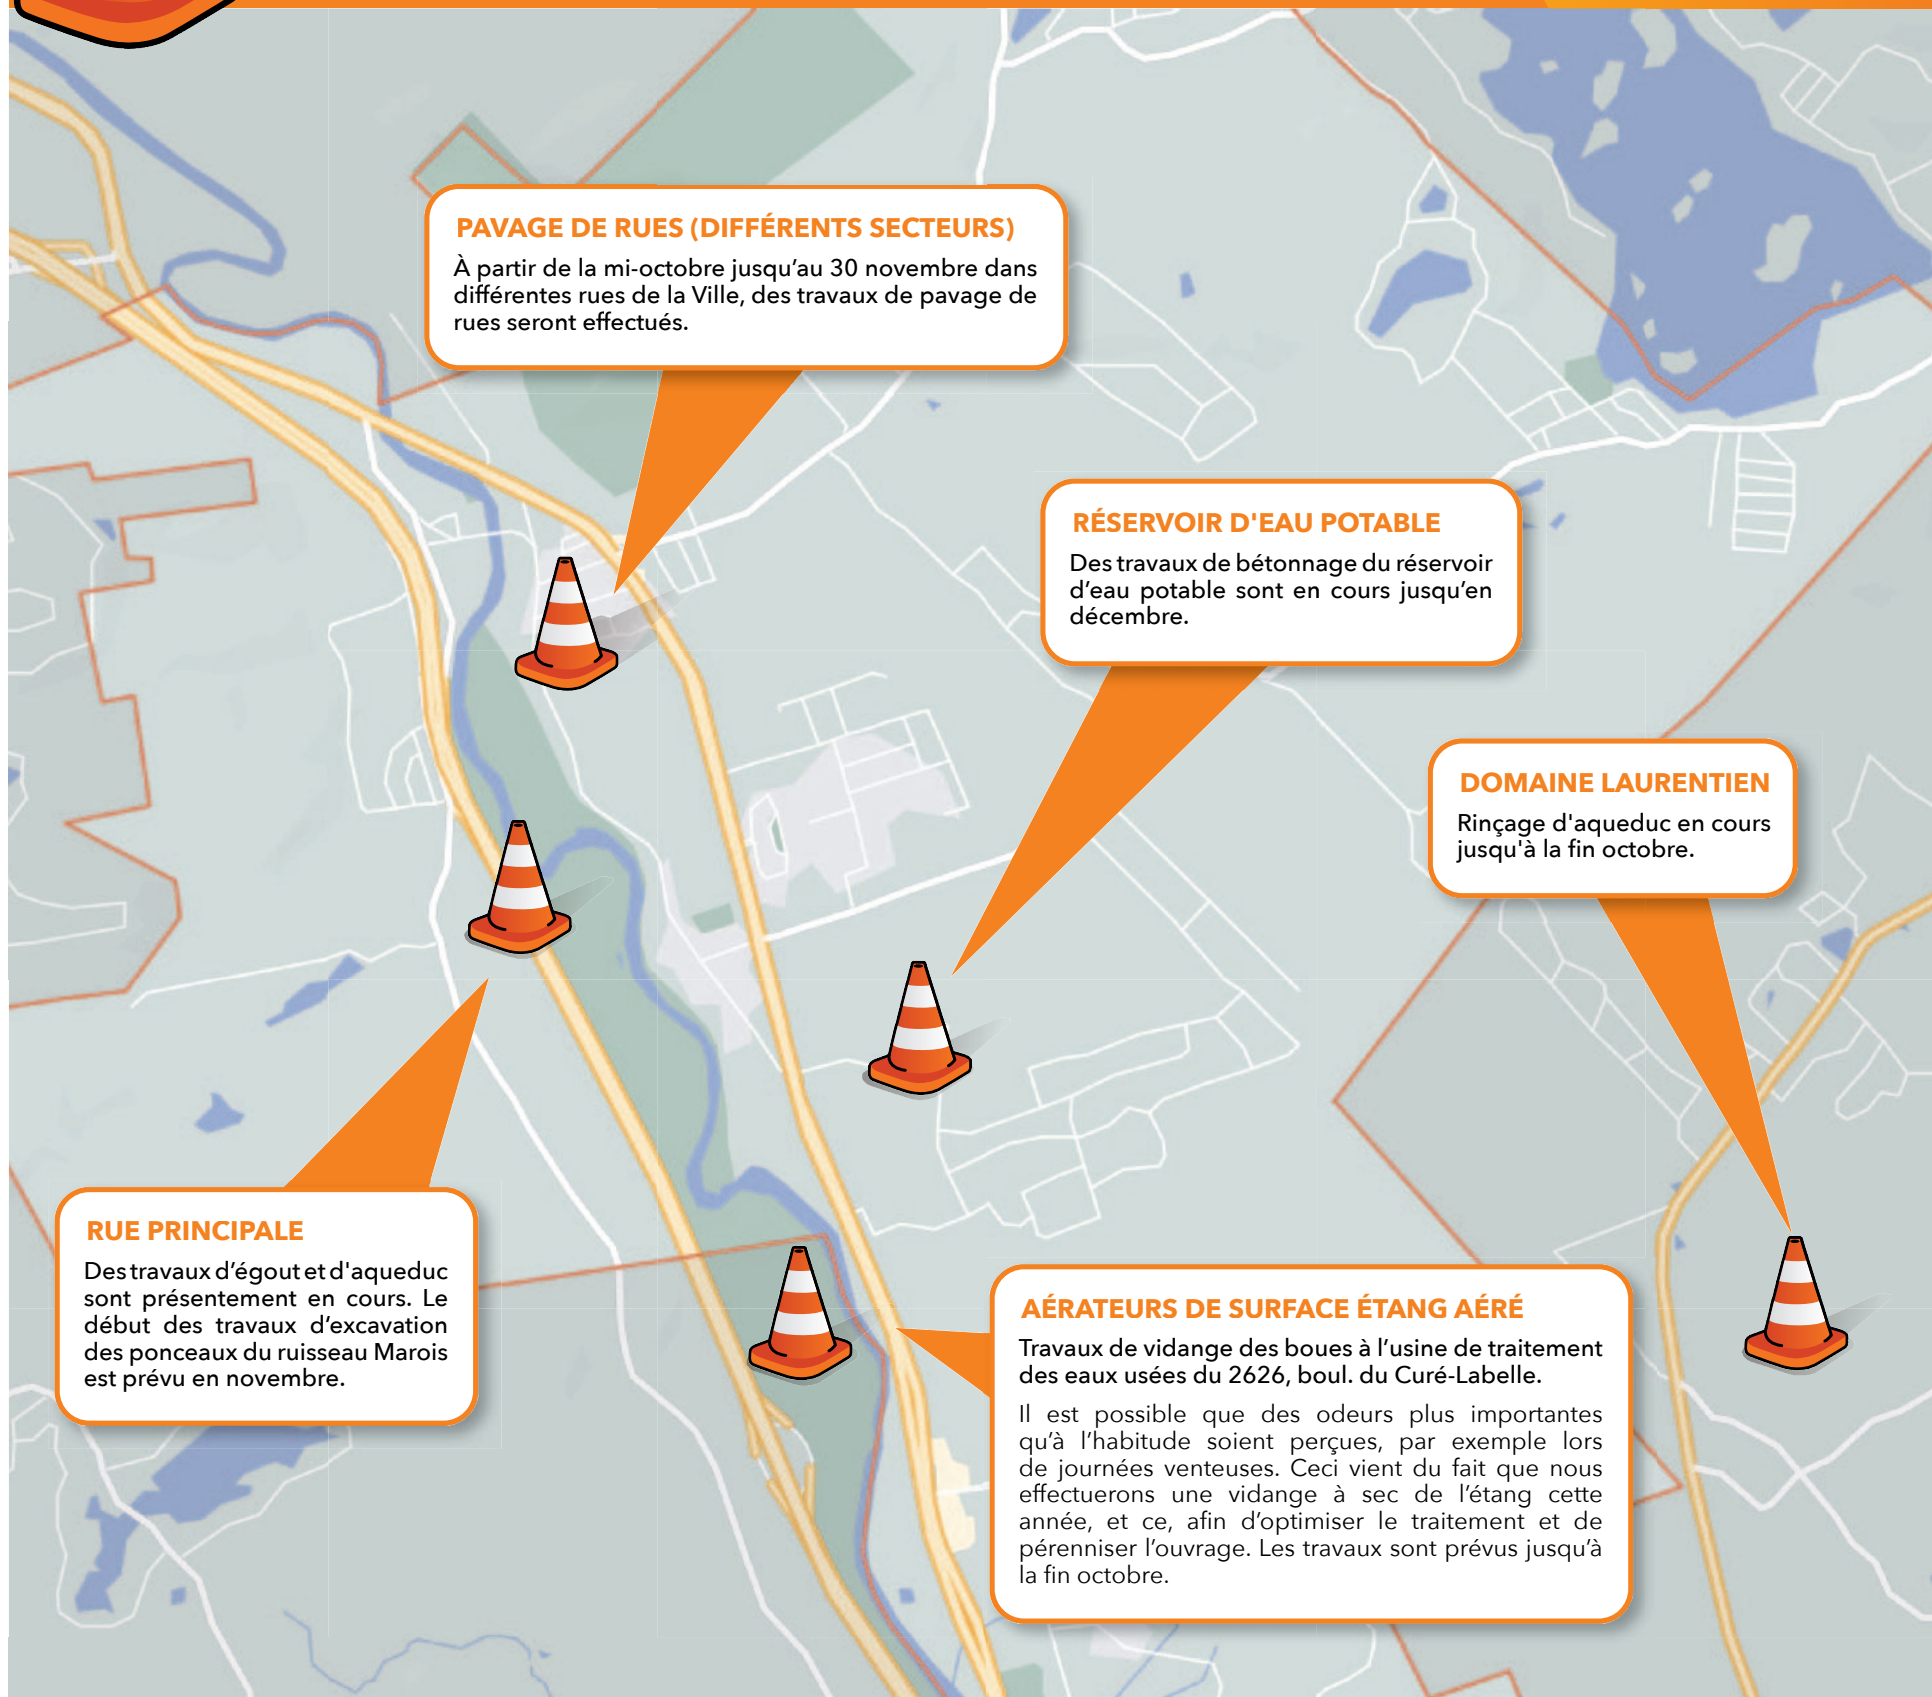 PAVAGE DE RUES (DIFFÉRENTS SECTEURS)
À partir de la mi-octobre jusqu’au 30 novembre dans
différentes rues de la Ville, des travaux de pavage de
rues seront effectués.
RÉSERVOIR D'EAU POTABLE
Des travaux de bétonnage du réservoir
d’eau potable sont en cours jusqu’en
décembre.
DOMAINE LAURENTIEN
Rinçage d'aqueduc en cours
jusqu'à la fin octobre.
RUE PRINCIPALE
Des travaux d’égout et d'aqueduc
sont présentement en cours. Le
début des travaux d’excavation
des ponceaux du ruisseau Marois
est prévu en novembre.
AÉRATEURS DE SURFACE ÉTANG AÉRÉ
Travaux de vidange des boues à l’usine de traitement
des eaux usées du 2626, boul. du Curé-Labelle.
Il est possible que des odeurs plus importantes
qu’à l’habitude soient perçues, par exemple lors
de journées venteuses. Ceci vient du fait que nous
effectuerons une vidange à sec de l’étang cette
année, et ce, afin d’optimiser le traitement et de
pérenniser l’ouvrage. Les travaux sont prévus jusqu’à
la fin octobre.